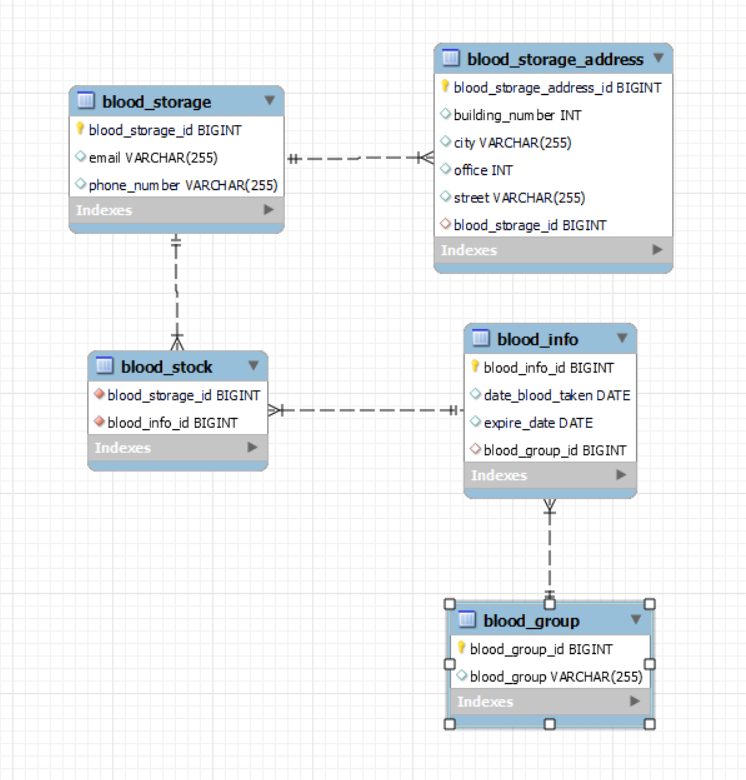 blood_storage
blood_storage_id BIGINT
email VARCHAR(255)
phone_number VARCHAR(255)
Indexes
blood_storage_address
blood_storage_address_id BIGINT
building_number INT
city VARCHAR(255)
office INT
street VARCHAR(255)
blood_storage_id BIGINT
Indexes
blood_stock
blood_storage_id BIGINT
blood_info_id BIGINT
Indexes
blood_info
blood_info_id BIGINT
date_blood_taken DATE
expire_date DATE
blood_group_id BIGINT
Indexes
blood_group
blood_group_id BIGINT
blood_group VARCHAR(255)
Indexes